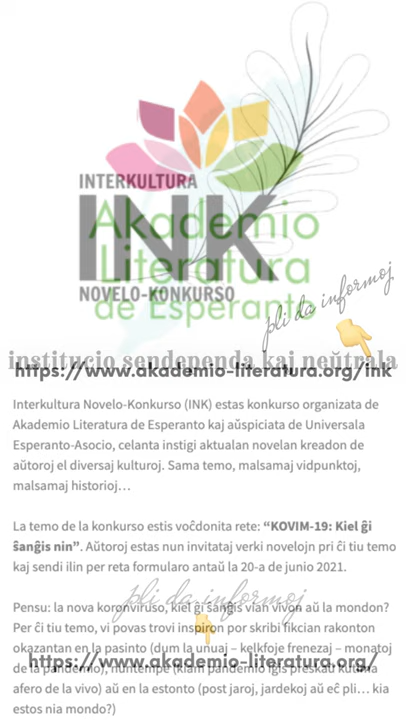 INTERKULTURA
INK
Akademio
Literatura
NOVELO-KONKURSO
de Esperanto
pli da informoj
institucio sendependa kaj neŭtrala
https://www.akademio-literatura.org/ink
Interkultura Novelo-Konkurso (INK) estas konkurso organizata de
Akademio Literatura de Esperanto kaj aŭspiciata de Universala
Esperanto-Asocio, celanta instigi aktualan novelan kreadon de
aŭtoroj el diversaj kulturoj. Sama temo, malsamaj vidpunktoj,
malsamaj historioj…
La temo de la konkurso estis voĉdonita rete: “KOVIM-19: Kiel ĝi
ŝanĝis nin”. Aŭtoroj estas nun invitataj verki novelojn pri ĉi tiu temo
kaj sendi ilin per reta formularo antaŭ la 20-a de junio 2021.
pli da informoj
Pensu: la nova koronviruso, kiel ĝi ŝanĝis vian vivon aŭ la mondon?
Per ĉi tiu temo, vi povas trovi inspiron por skribi fikcian rakonton
okazantan en la pasinto (dum la unuaj – kelkfoje frenezaj – monatoj
https://www.akademio-literatura.org/
de la pandemio), nuntempe (kiam pandemio iĝis preskaŭ kutima
afero de la vivo) aŭ en la estonto (post jaroj, jardekoj aŭ eĉ pli… kia
estos nia mondo?)